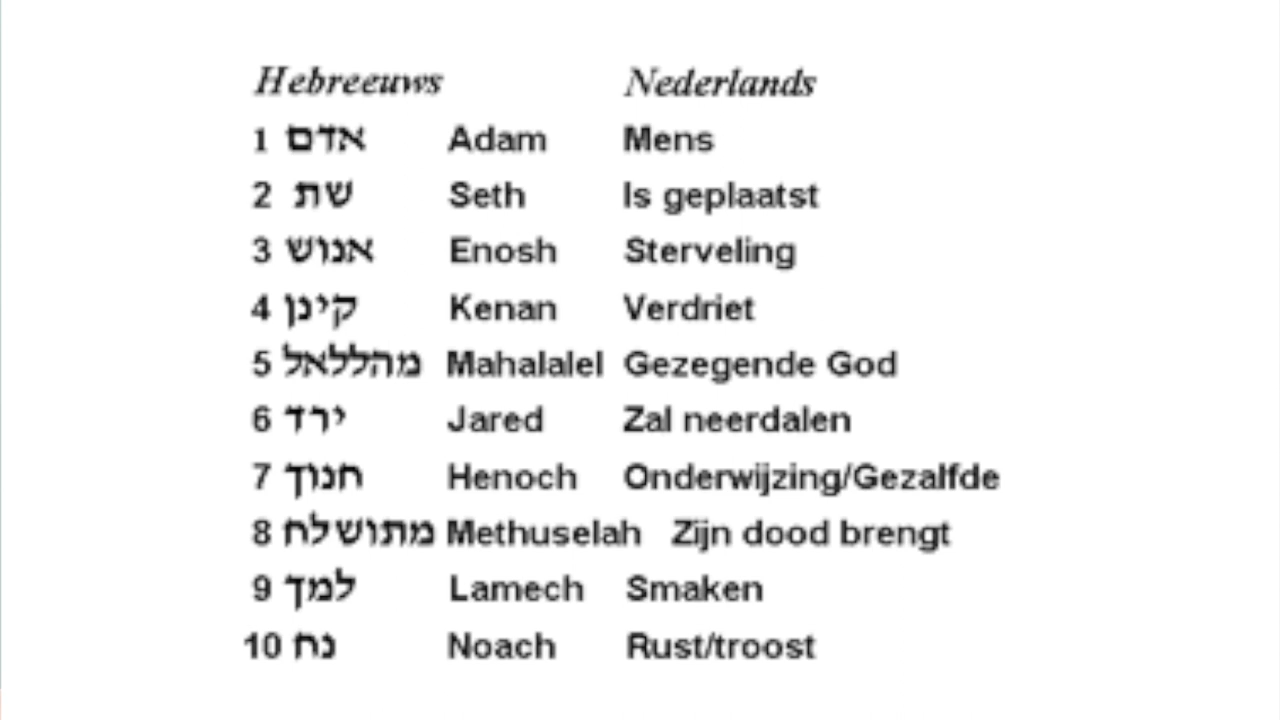 Hebreeuws Nederlands
1 אדם Adam Mens
2 שת Seth Is geplaatst
3 אנוש Enosh Sterveling
4 קינן Kenan Verdriet
5 מהללאל Mahalalel Gezegende God
6 ירד Jared Zal neerdalen
7 חנוך Henoch Onderwijzing/Gezalfde
8 מתושלח Methuselah Zijn dood brengt
9 למך Lamech Smaken
10 נח Noach Rust/troost